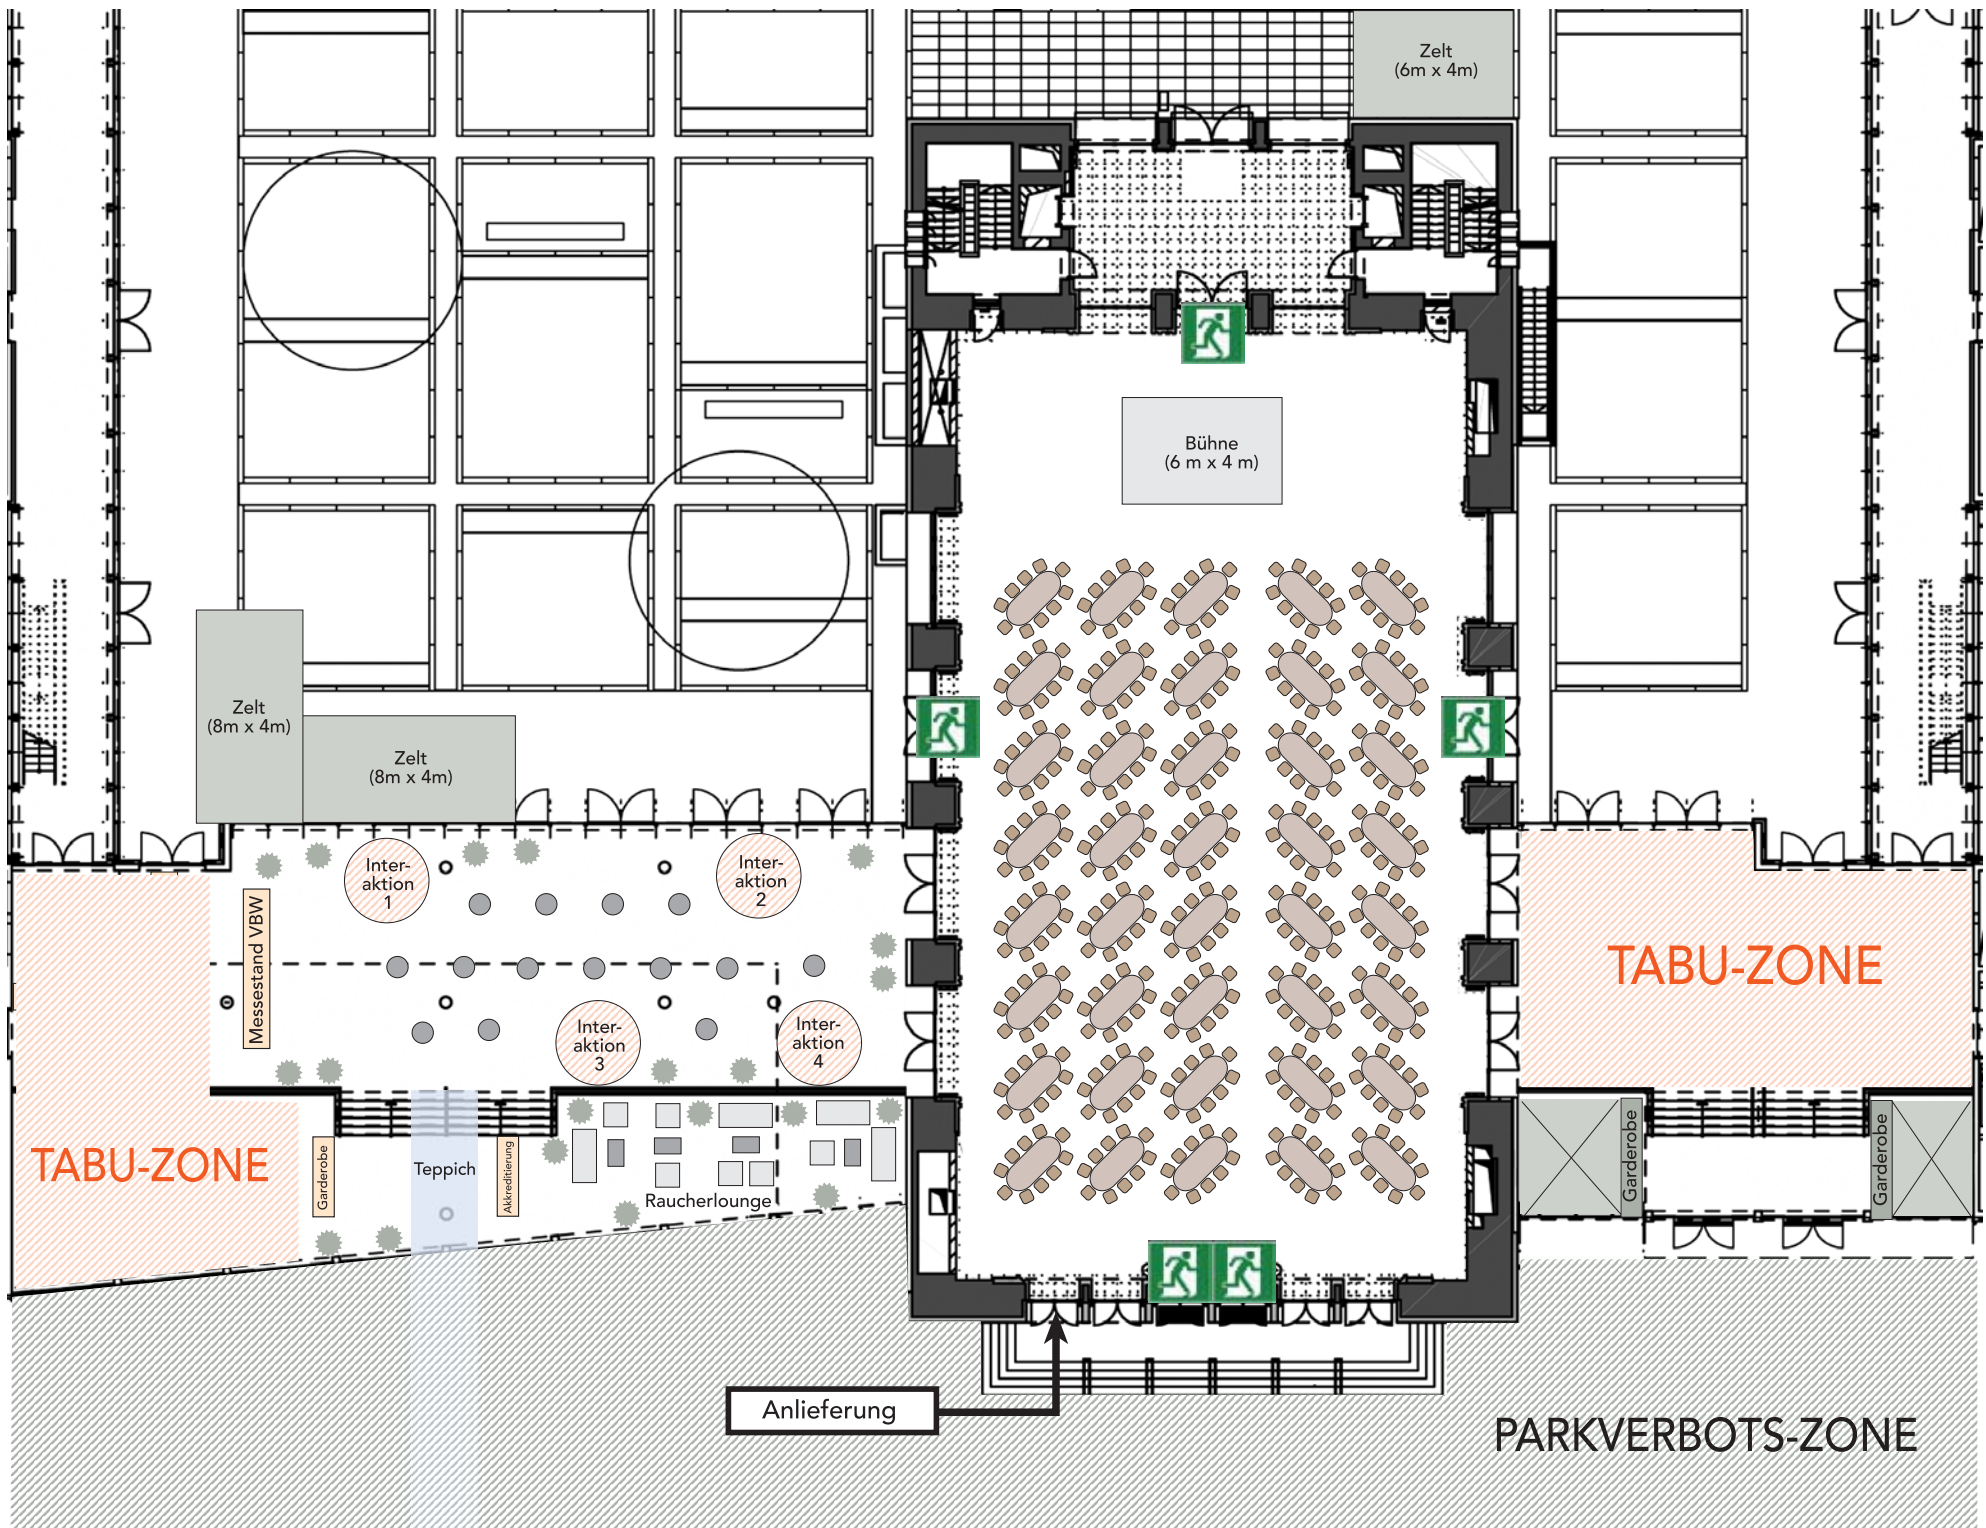 Zelt
(6m x 4m)
Bühne
(6 m x 4 m)
Zelt
(8m x 4m)
Zelt
(8m x 4m)
Inter-
aktion
1
Inter-
aktion
2
Messestand VBW
TABU-ZONE
Inter-
aktion
3
Inter-
aktion
4
TABU-ZONE
Garderobe
Teppich
Akkreditierung
Raucherlounge
Garderobe
Garderobe
Anlieferung
PARKVERBOTS-ZONE